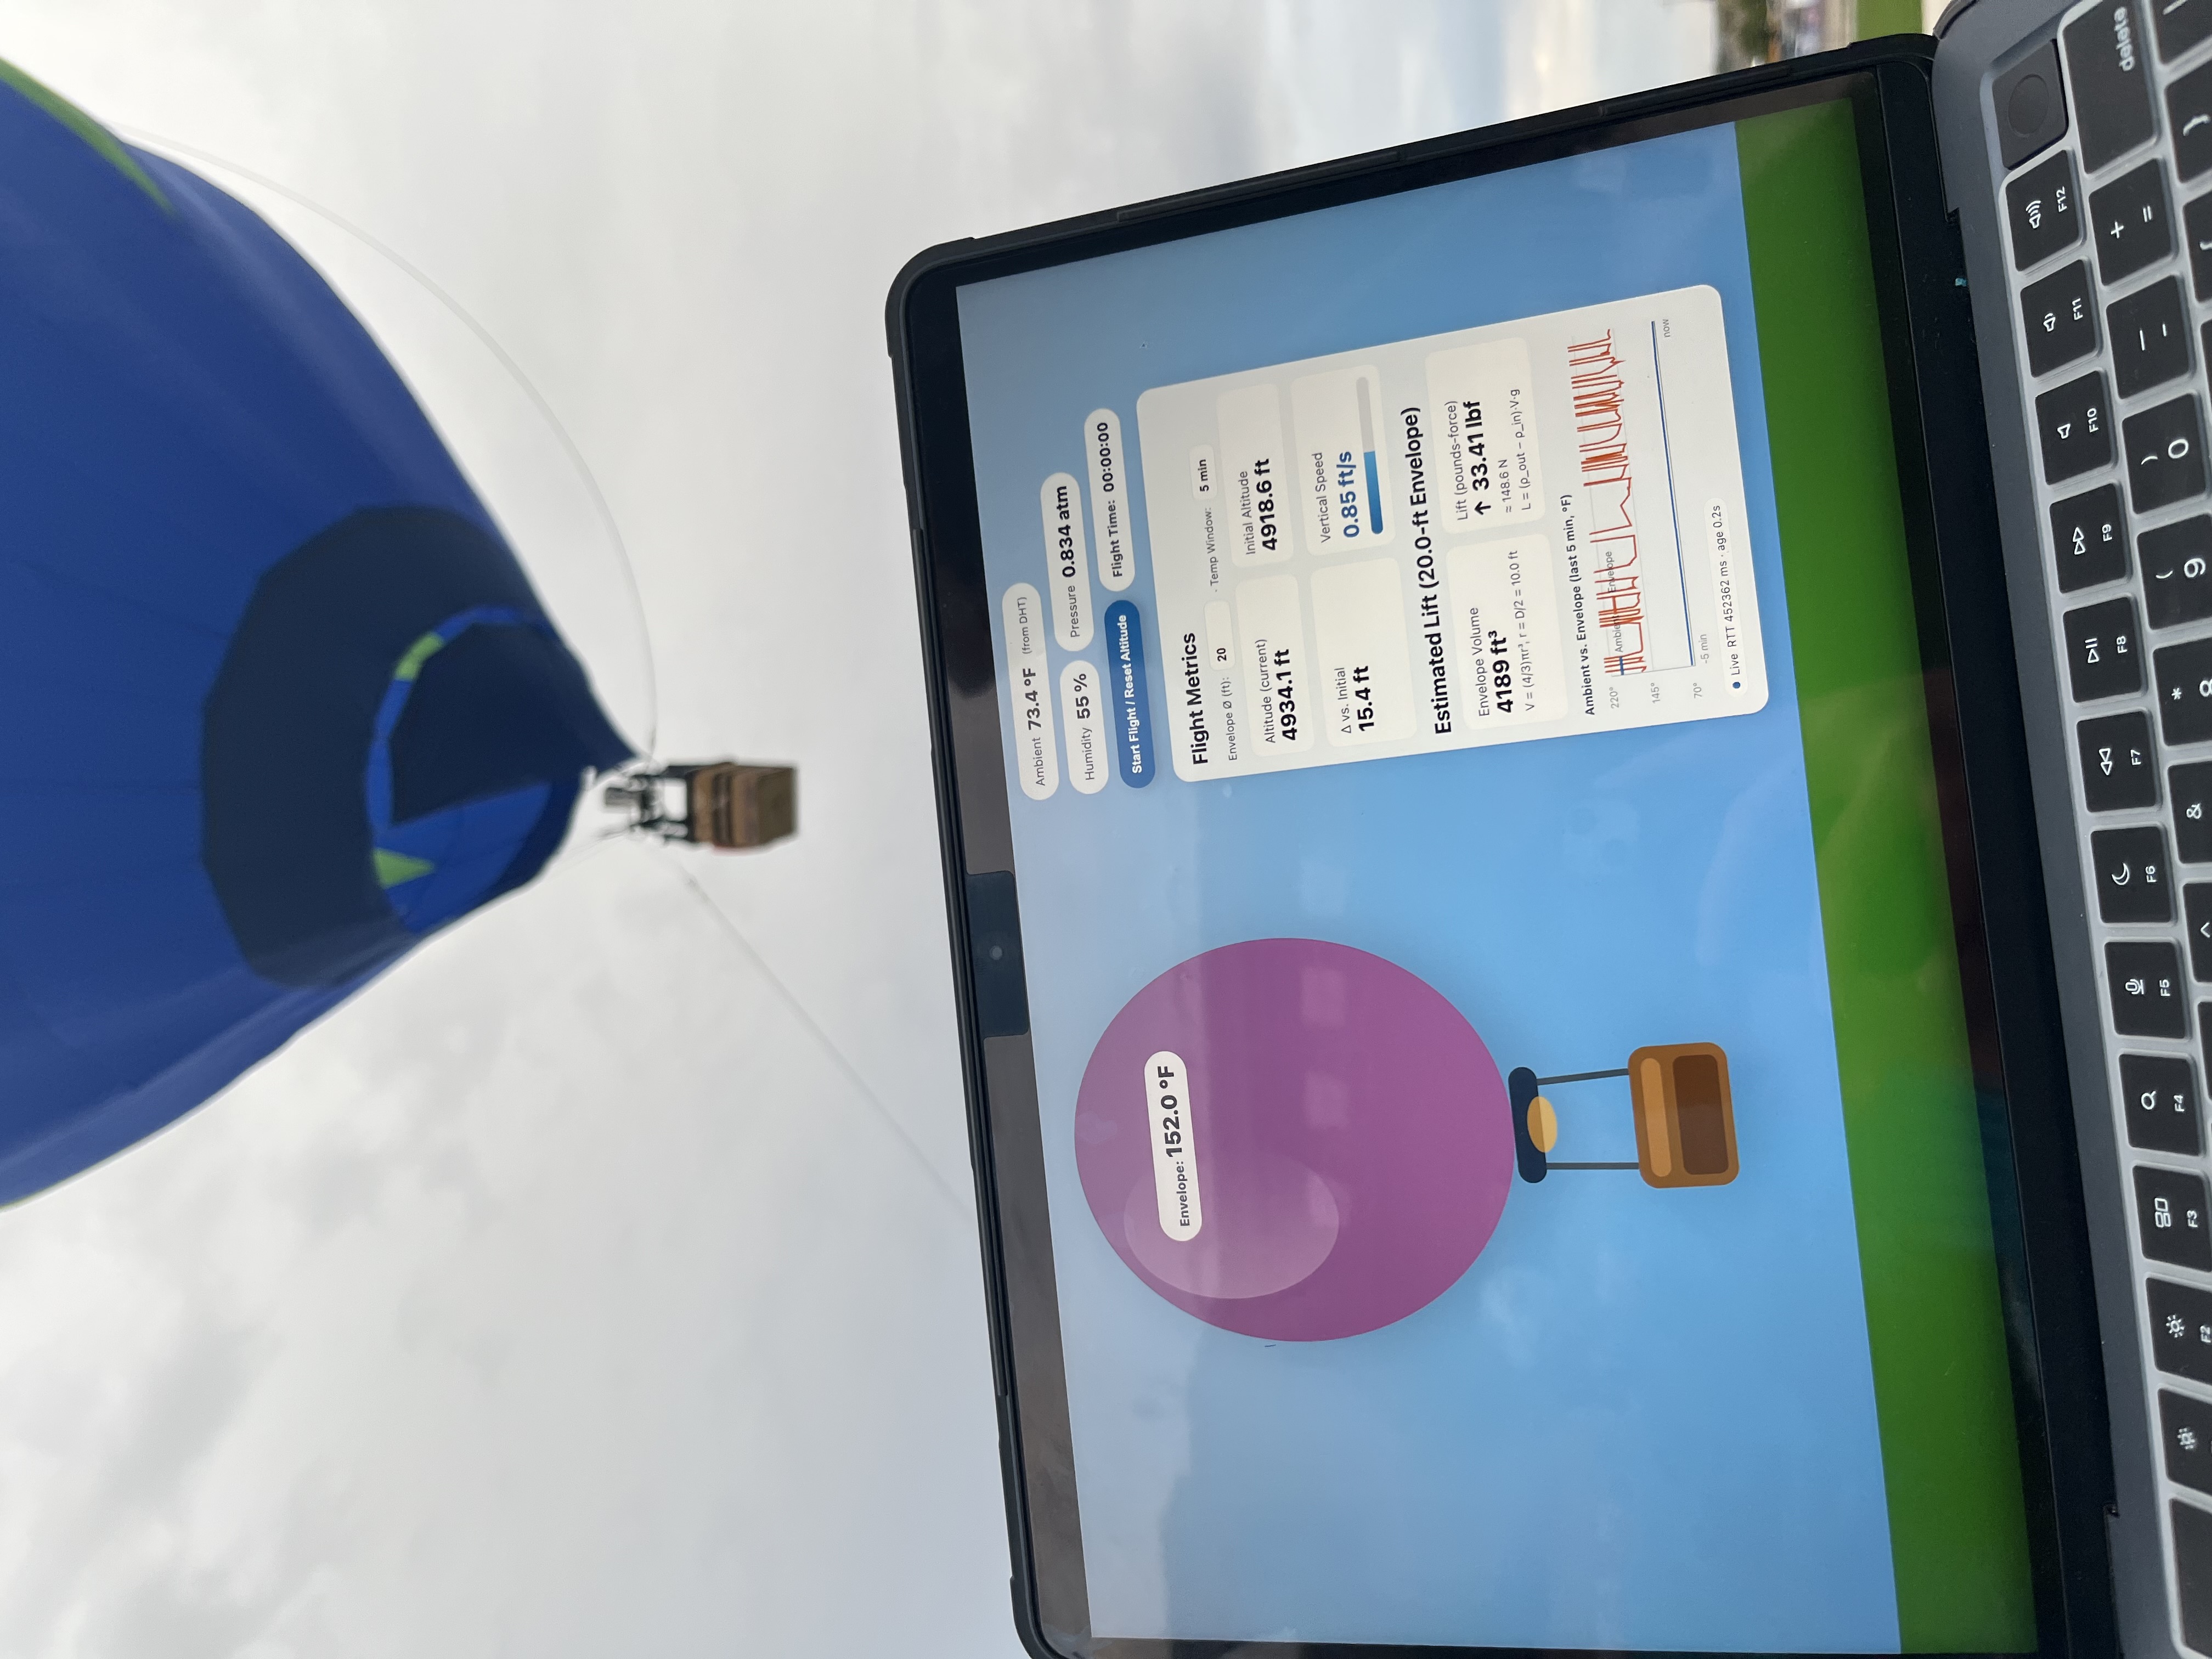 Ambient 73.4 °F (from DHT)
Humidity 55 %
Pressure 0.834 atm
Start Flight / Reset Altitude
Flight Time: 00:00:00
Envelope: 152.0 °F
Flight Metrics
Envelope Ø (ft): 20 · Temp Window: 5 min
Altitude (current)
4934.1 ft
Initial Altitude
4918.6 ft
Δ vs. Initial
15.4 ft
Vertical Speed
0.85 ft/s
Estimated Lift (20.0-ft Envelope)
Envelope Volume
4189 ft³
V = (4/3)πr³, r = D/2 = 10.0 ft
Lift (pounds-force)
↑ 33.41 lbf
≈ 148.6 N
L = (ρ_out − ρ_in)·V·g
Ambient vs. Envelope (last 5 min, °F)
220°
Ambient
Envelope
145°
70°
-5 min
now
Live RTT 452362 ms · age 0.2s
F2
F3
F4
F5
F6
F7
F8
F9
F10
F11
F12
^
&
*
8
(
9
)
0
—
-
+
=
delete
{
}